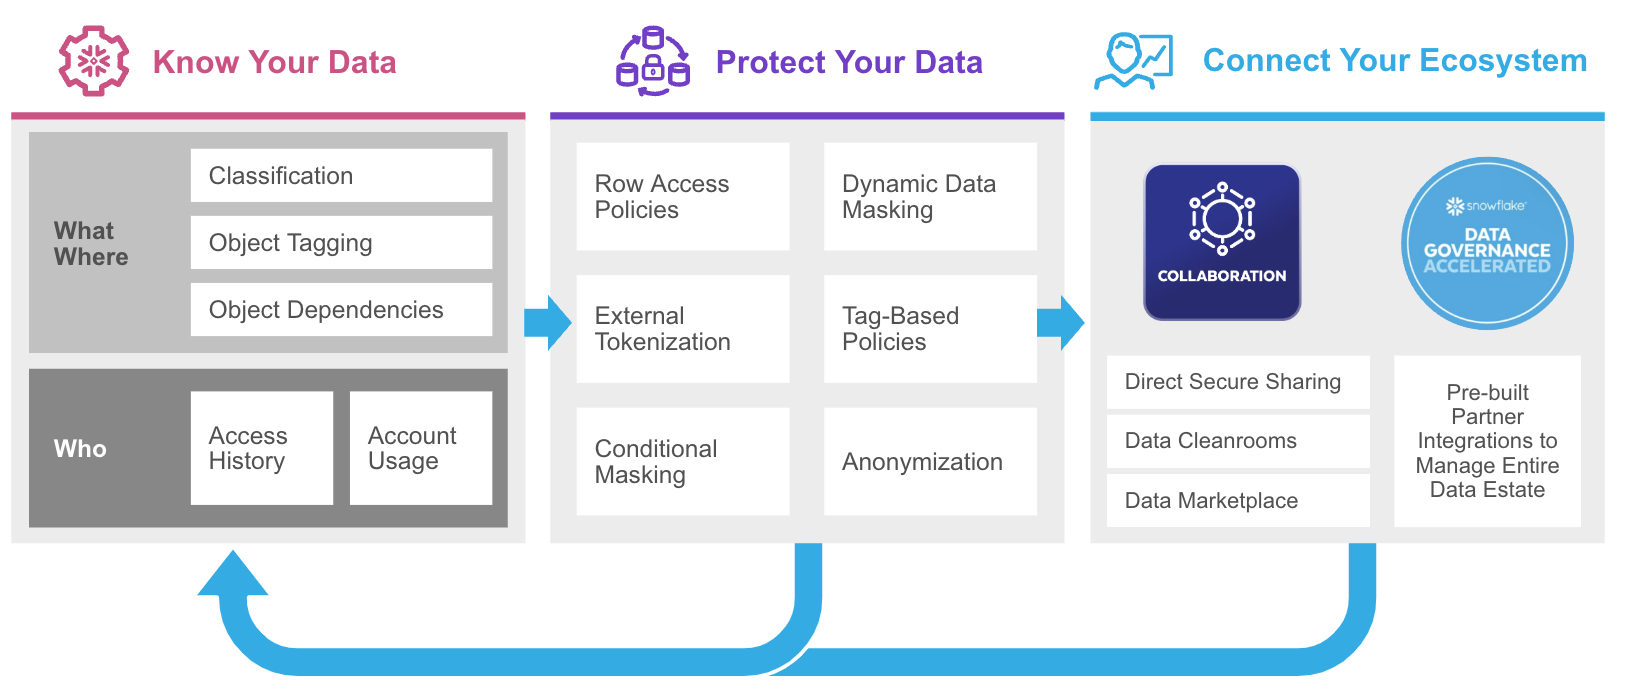 Know Your Data
Protect Your Data
Connect Your Ecosystem
What
Where
Classification
Object Tagging
Object Dependencies
Who
Access
History
Account
Usage
Row Access
Policies
Dynamic Data
Masking
External
Tokenization
Tag-Based
Policies
Conditional
Masking
Anonymization
COLLABORATION
snowflake®
DATA
GOVERNANCE
ACCELERATED
Direct Secure Sharing
Data Cleanrooms
Data Marketplace
Pre-built
Partner
Integrations to
Manage Entire
Data Estate